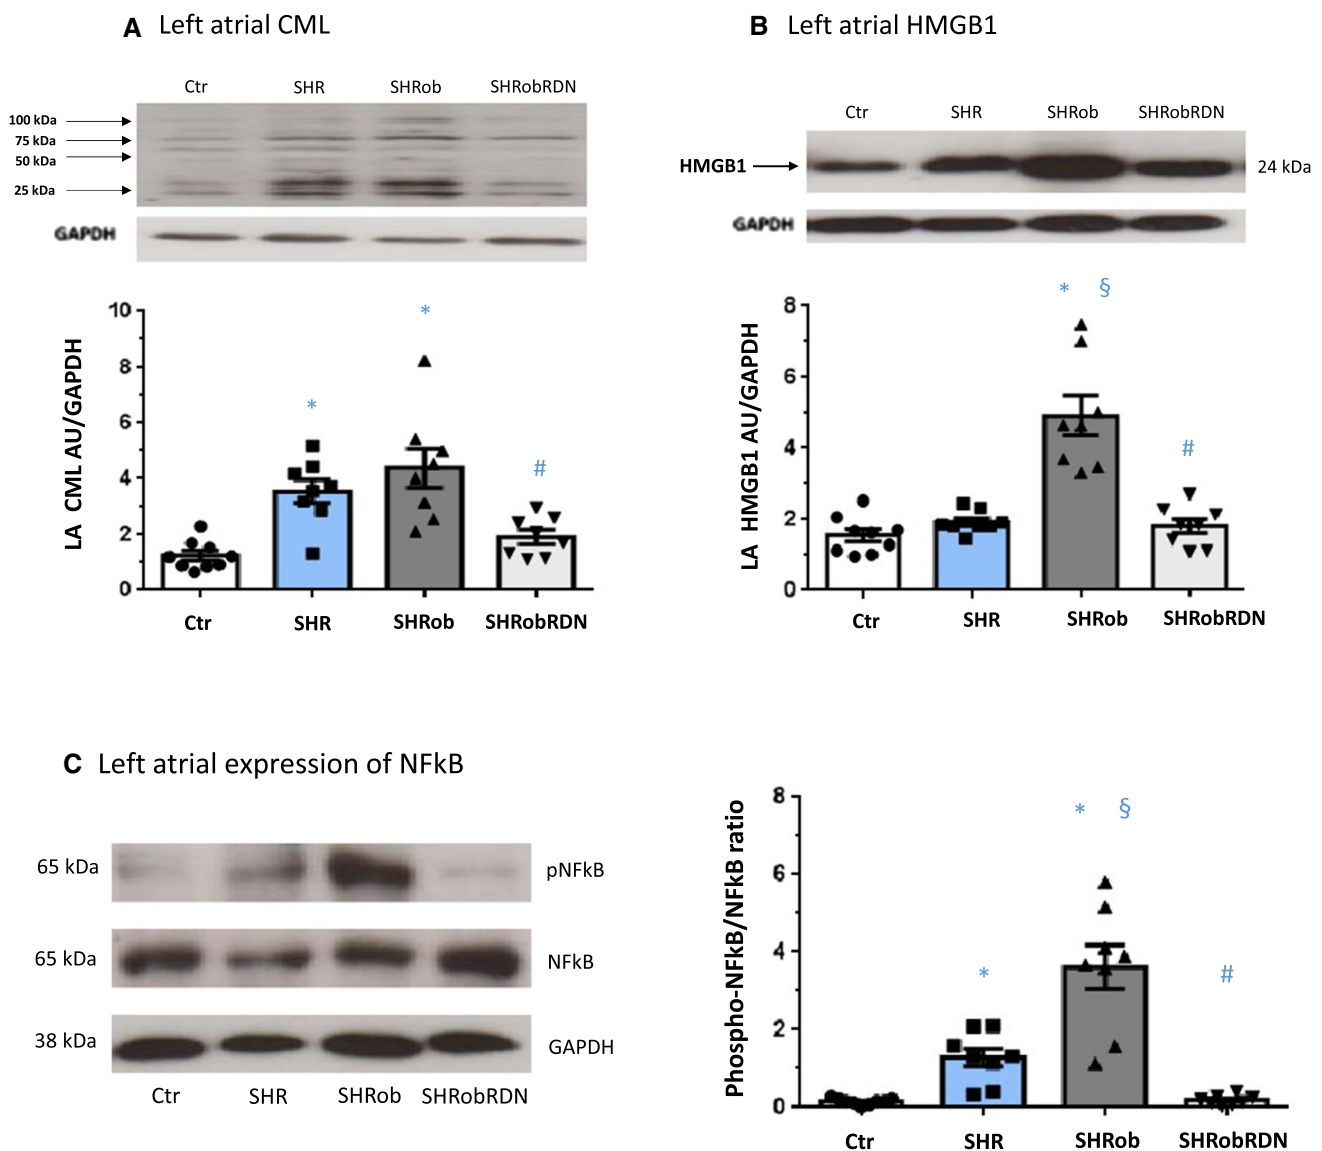 A Left atrial CML
Ctr SHR SHRob SHRobRDN
100 kDa
75 kDa
50 kDa
25 kDa
GAPDH
LA CML AU/GAPDH
10
8
6
4
2
0
* * #
Ctr SHR SHRob SHRobRDN
B Left atrial HMGB1
Ctr SHR SHRob SHRobRDN
HMGB1 24 kDa
GAPDH
LA HMGB1 AU/GAPDH
8
6
4
2
0
* § #
Ctr SHR SHRob SHRobRDN
C Left atrial expression of NFkB
65 kDa pNFkB
65 kDa NFkB
38 kDa GAPDH
Ctr SHR SHRob SHRobRDN
Phospho-NFkB/NFkB ratio
8
6
4
2
0
* * § #
Ctr SHR SHRob SHRobRDN